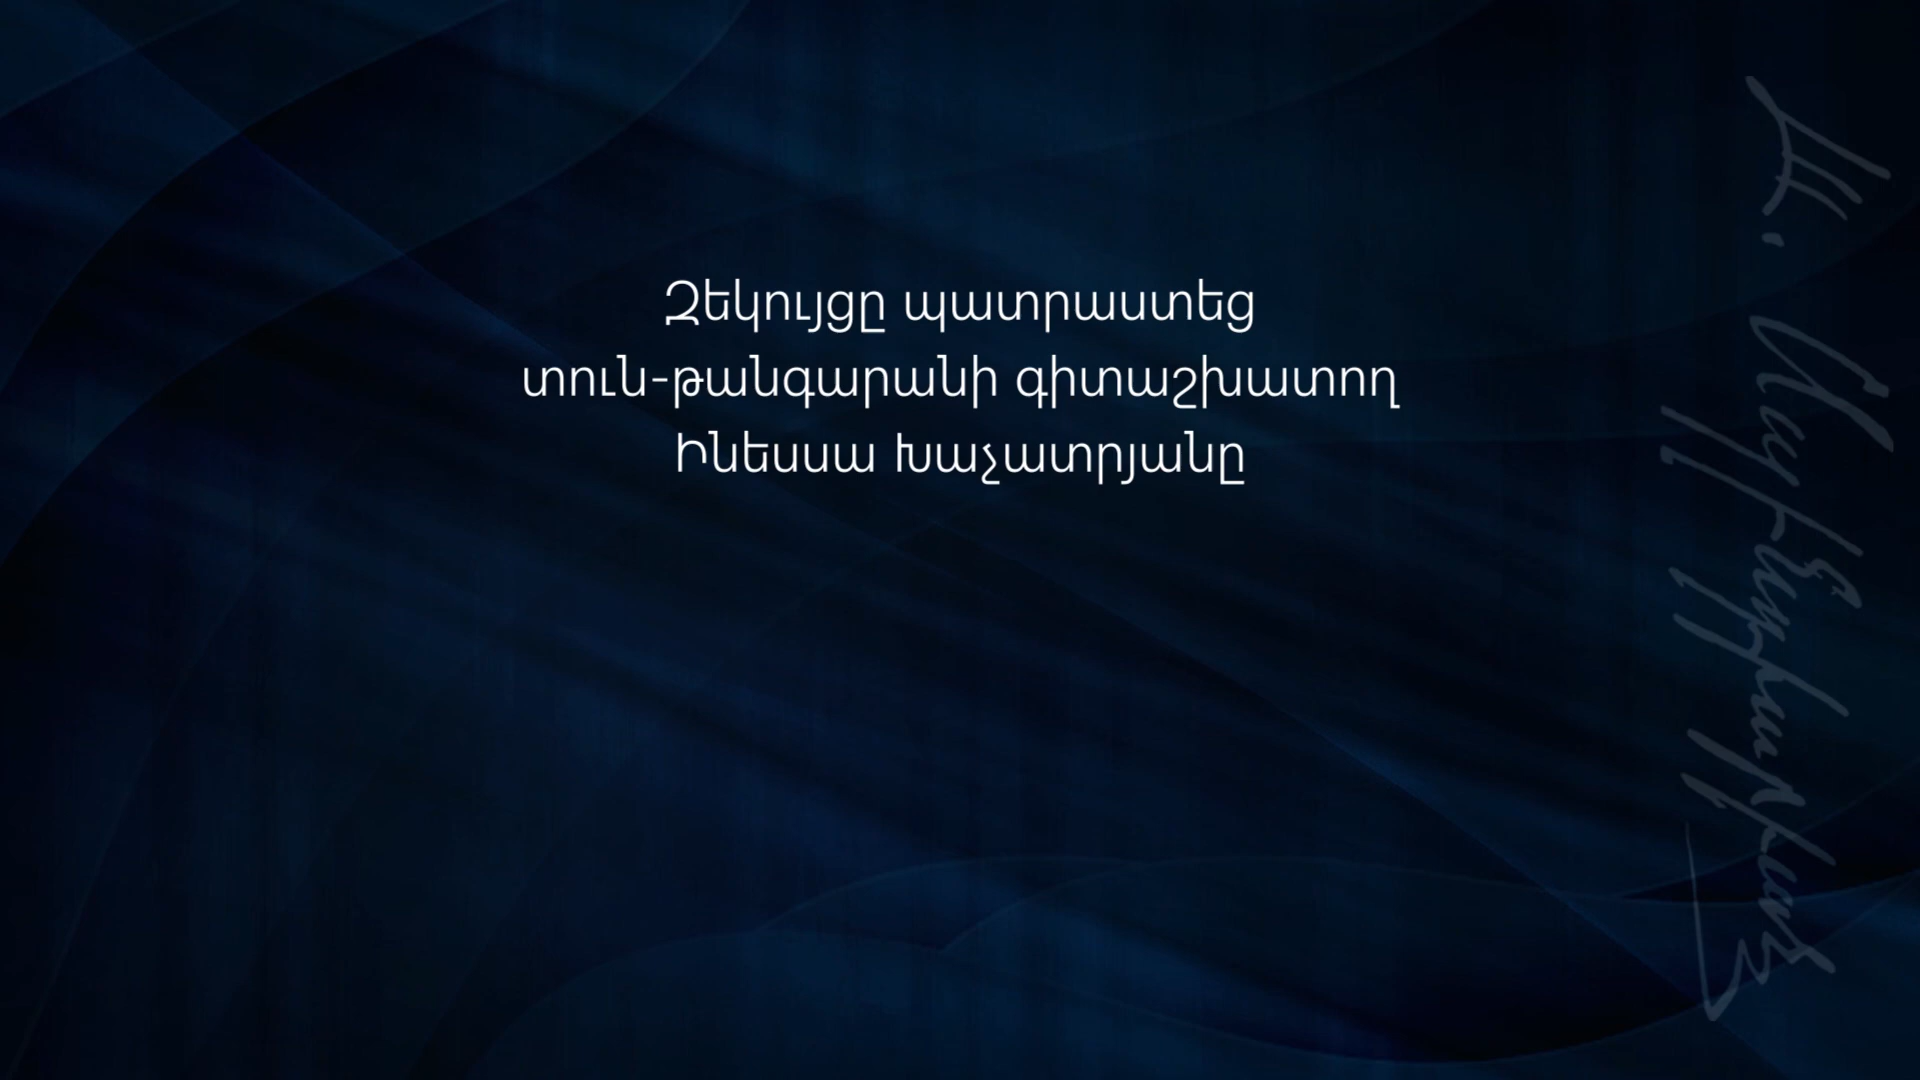 Զեկույցը պատրաստեց
տուն-թանգարանի գիտաշխատող
Ինեսսա Խաչատրյանը